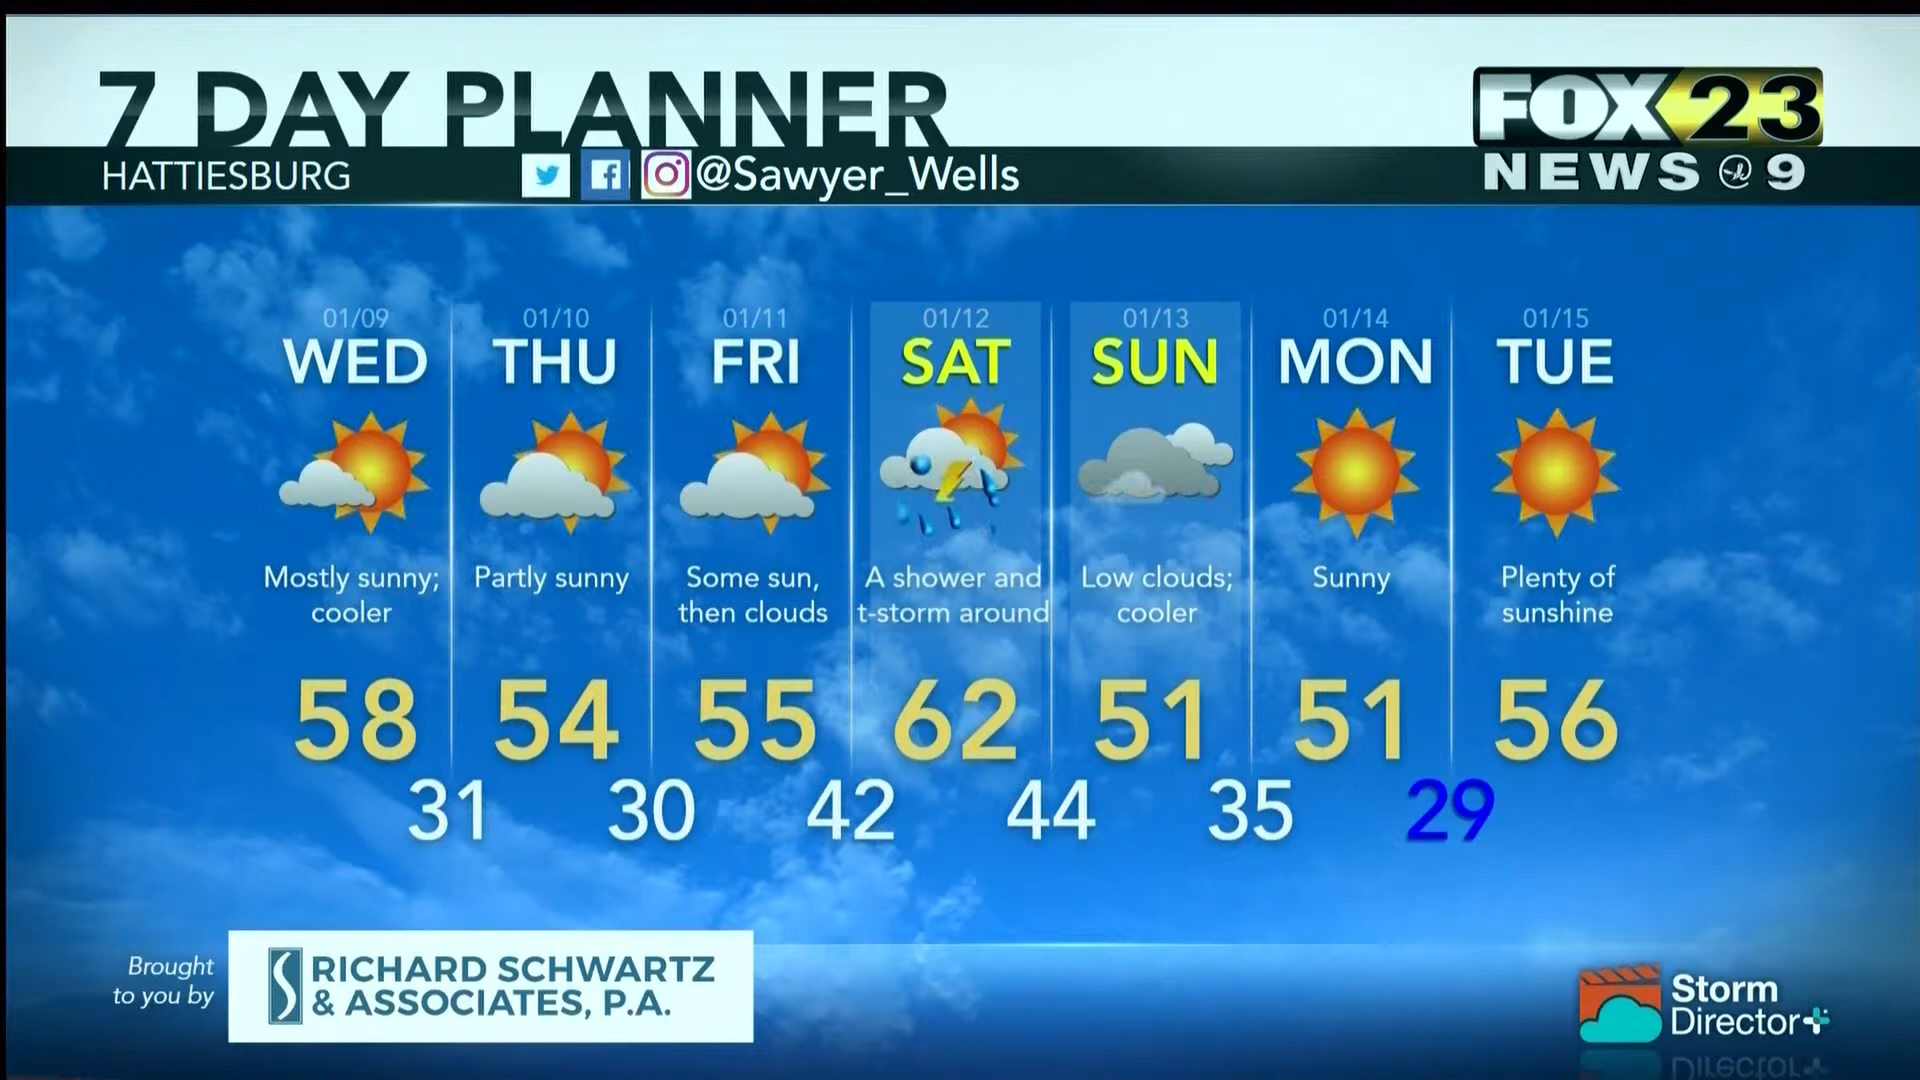 7 DAY PLANNER
FOX 23
NEWS @ 9
HATTIESBURG
@Sawyer_Wells
01/09 01/10 01/11 01/12 01/13 01/14 01/15
WED THU FRI SAT SUN MON TUE
Mostly sunny; cooler
Partly sunny
Some sun, then clouds
A shower and t-storm around
Low clouds; cooler
Sunny
Plenty of sunshine
58 54 55 62 51 51 56
31 30 42 44 35 29
Brought
to you by
RICHARD SCHWARTZ
& ASSOCIATES, P.A.
Storm
Director+